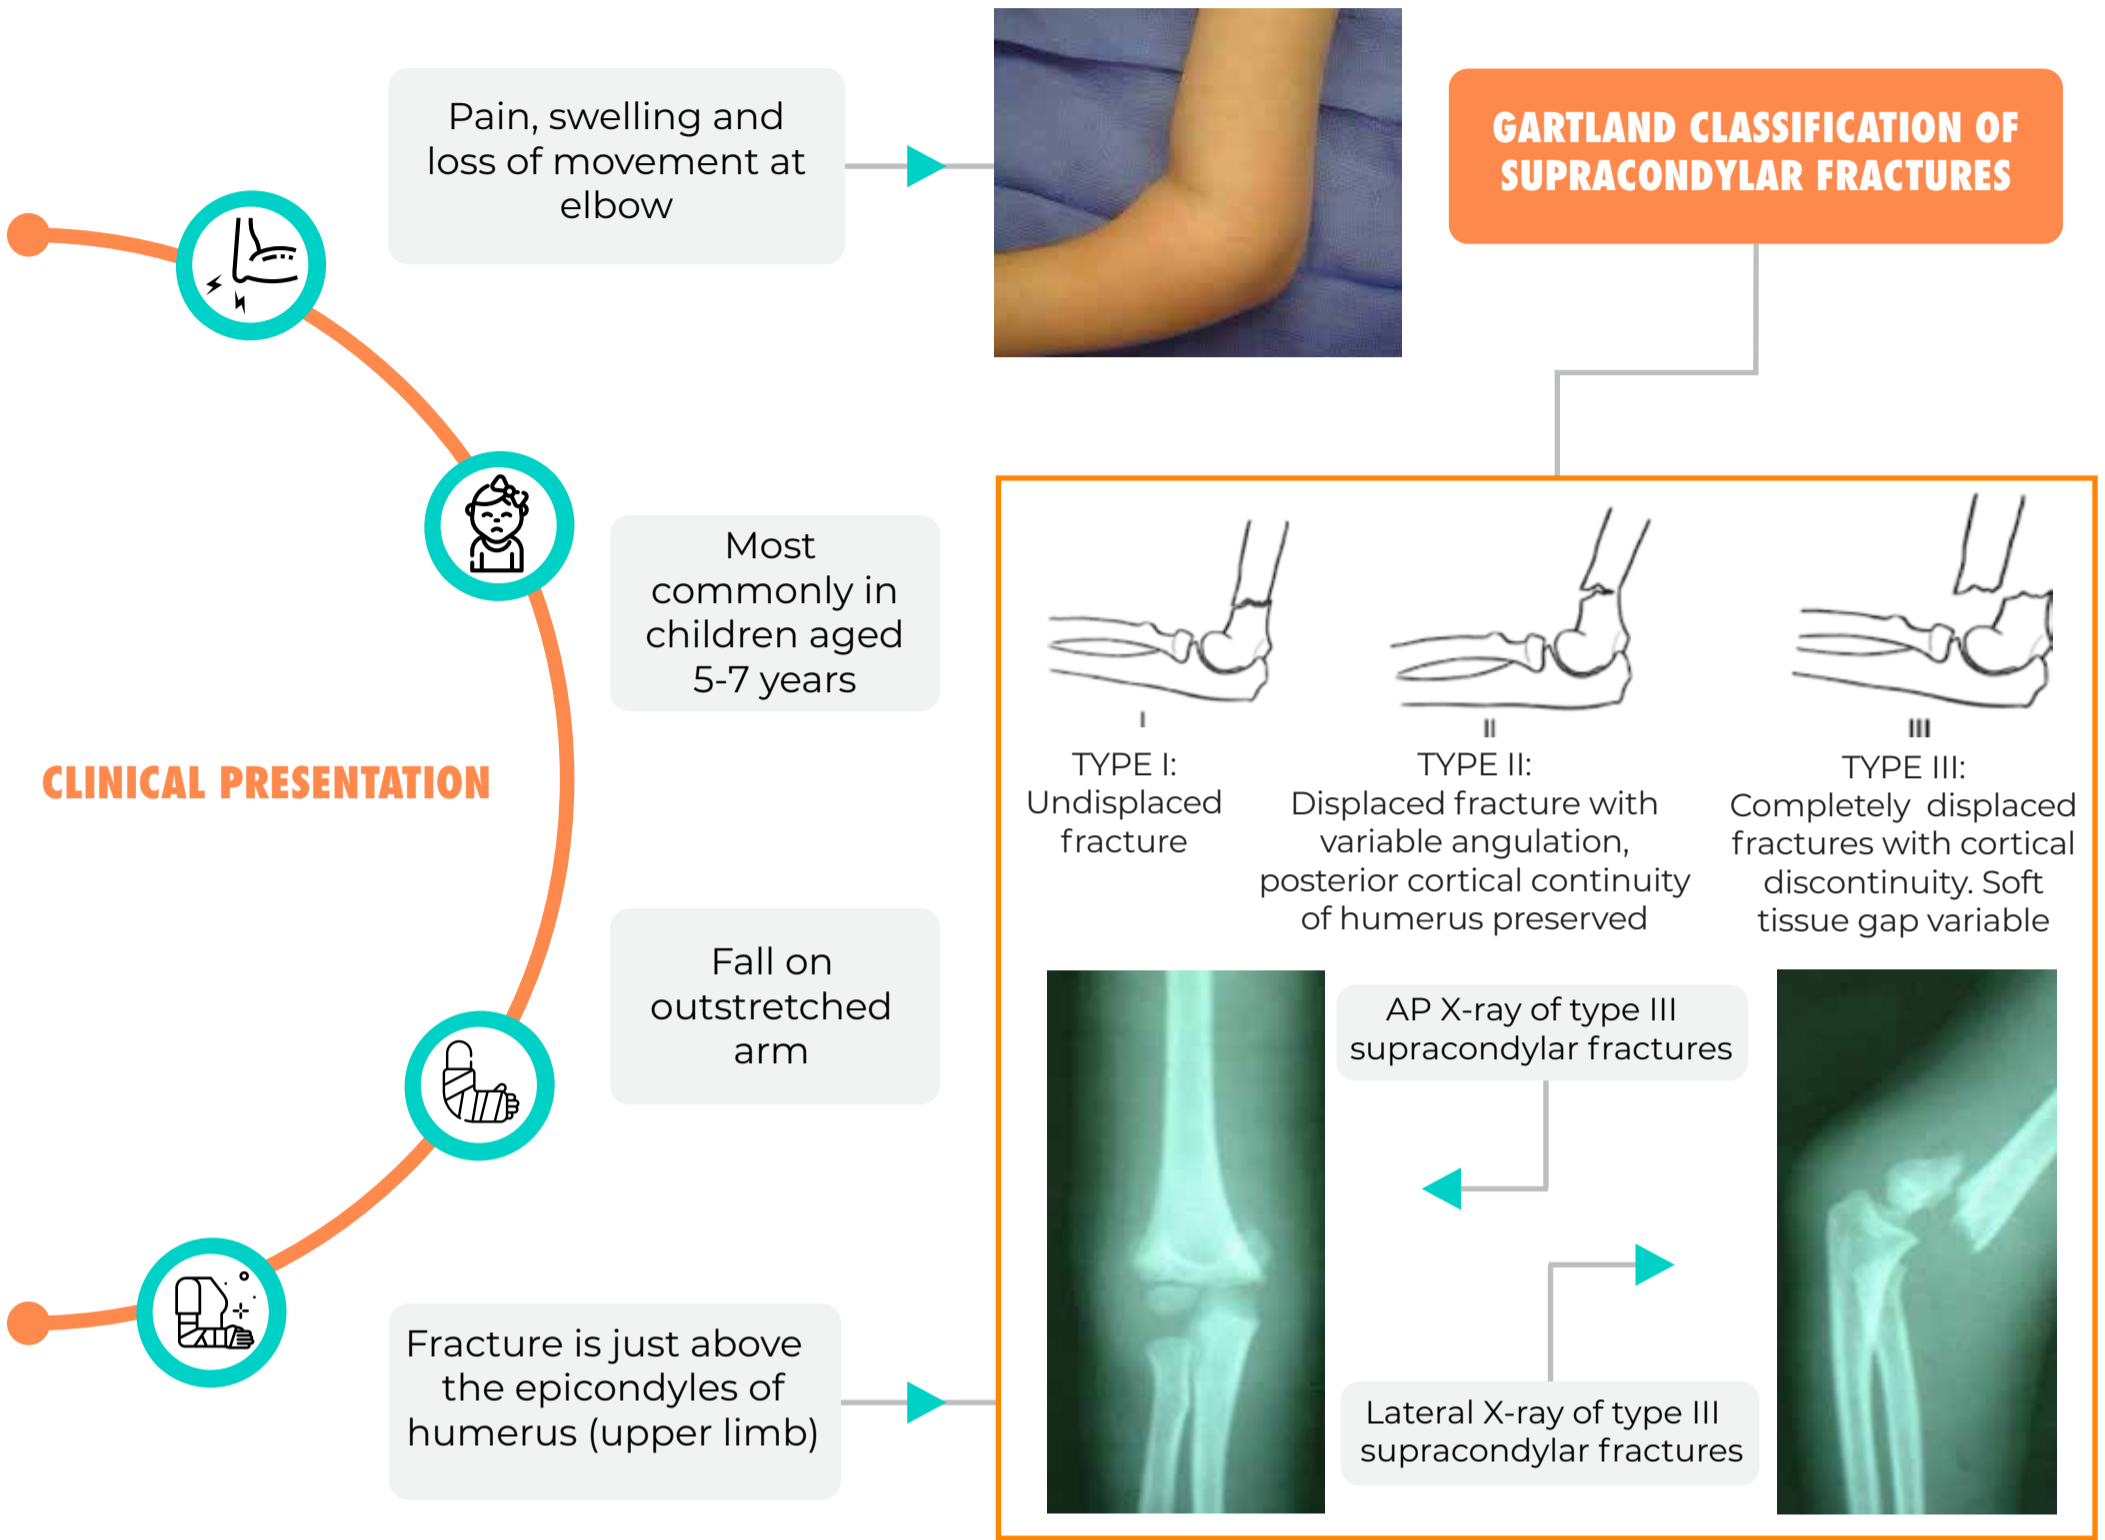 Pain, swelling and
loss of movement at
elbow
GARTLAND CLASSIFICATION OF
SUPRACONDYLAR FRACTURES
Most
commonly in
children aged
5-7 years
CLINICAL PRESENTATION
Fall on
outstretched
arm
Fracture is just above
the epicondyles of
humerus (upper limb)
I
TYPE I:
Undisplaced
fracture
II
TYPE II:
Displaced fracture with
variable angulation,
posterior cortical continuity
of humerus preserved
III
TYPE III:
Completely displaced
fractures with cortical
discontinuity. Soft
tissue gap variable
AP X-ray of type III
supracondylar fractures
Lateral X-ray of type III
supracondylar fractures